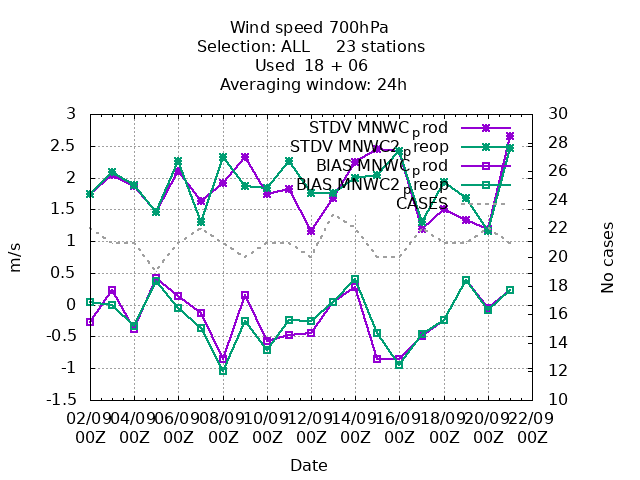 Wind speed 700hPa
Selection: ALL 23 stations
Used 18 + 06
Averaging window: 24h
3 30
2.5 28
2 26
1.5 24
1 22
0.5 20
0 18
-0.5 16
-1 14
-1.5 12
10
STDV MNWC_prod
STDV MNWC2_preop
BIAS MNWC_prod
BIAS MNWC2_preop
CASES
m/s
No cases
02/09 04/09 06/09 08/09 10/09 12/09 14/09 16/09 18/09 20/09 22/09
00Z 00Z 00Z 00Z 00Z 00Z 00Z 00Z 00Z 00Z 00Z
Date